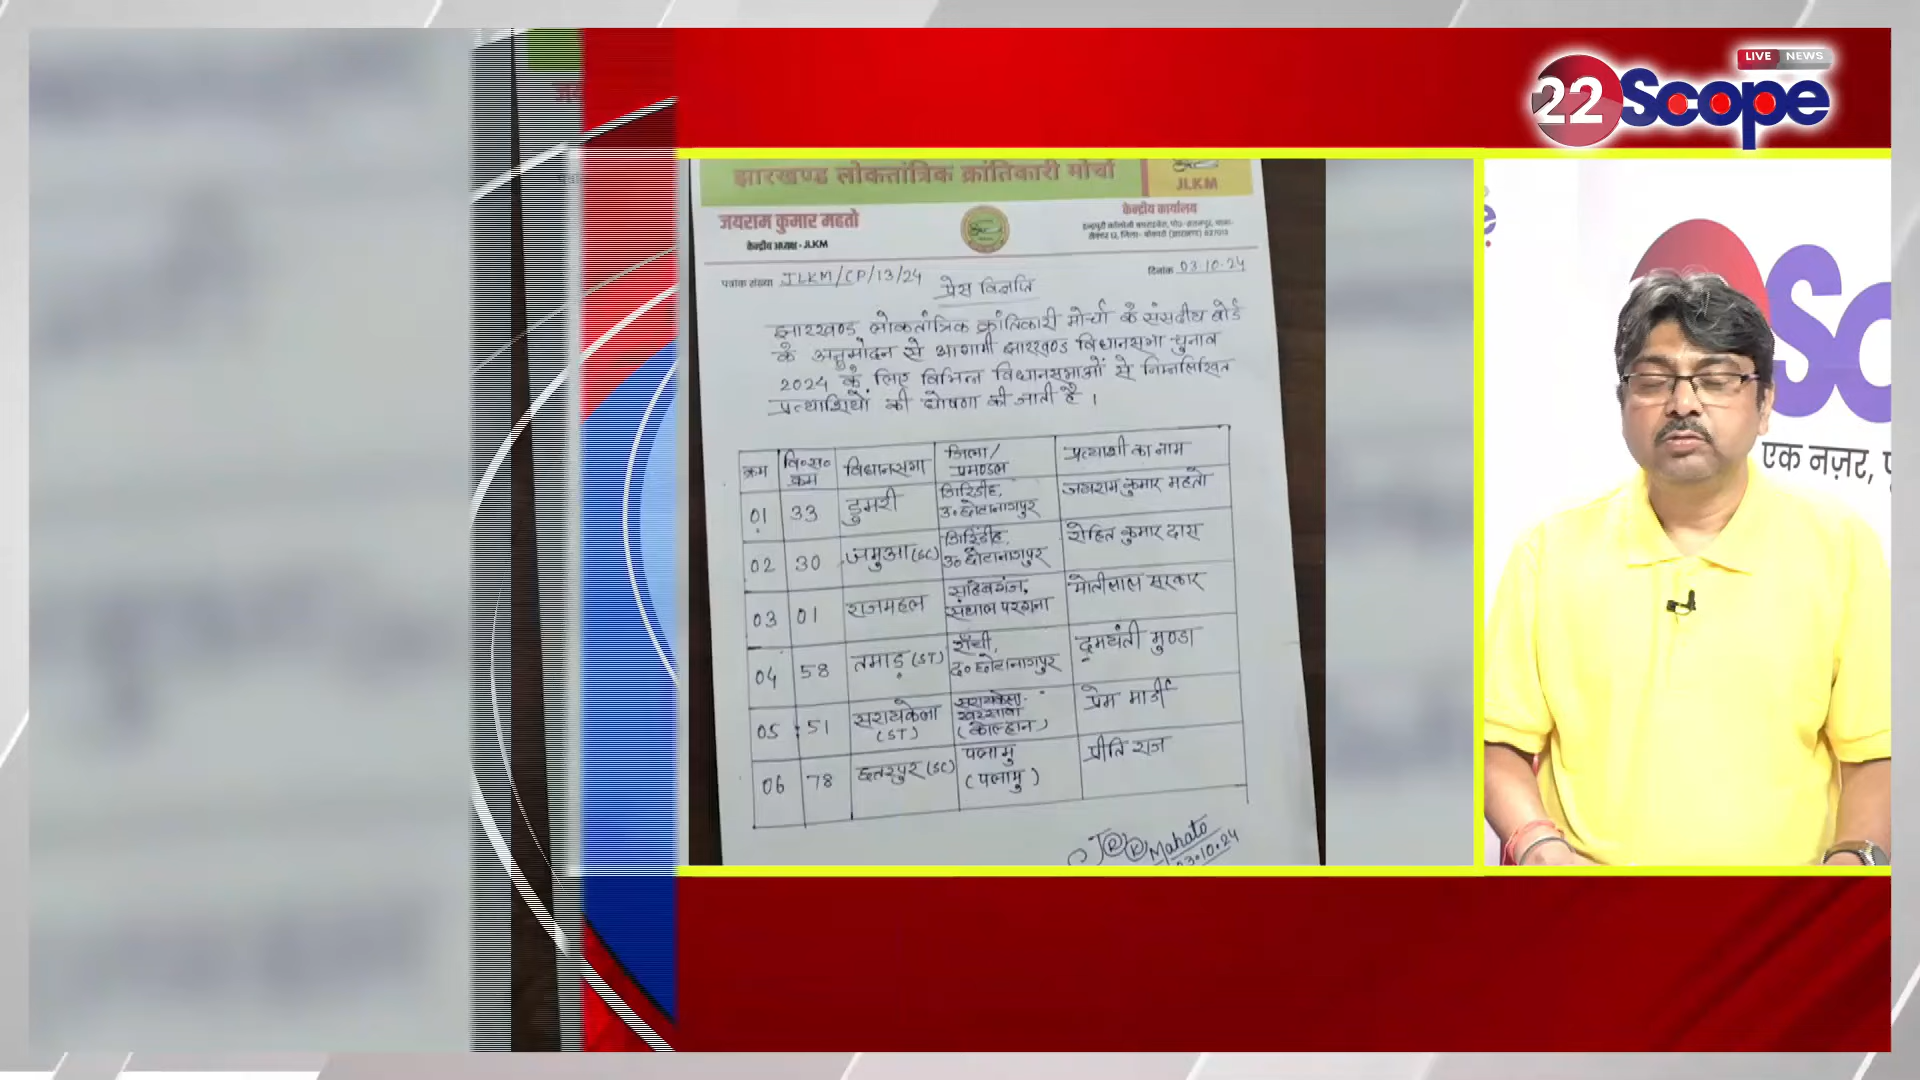 LIVE NEWS
22Scope
झारखण्ड लोकतांत्रिक क्रांतिकारी मोर्चा
JLKM
जयराम कुमार महतो
केन्द्रीय अध्यक्ष - JLKM
केन्द्रीय कार्यालय
पत्रांक संख्या JLKM/CP/13/24
दिनांक 03.10.24
प्रेस विज्ञप्ति
झारखण्ड लोकतांत्रिक क्रांतिकारी मोर्चा के संसदीय बोर्ड
के अनुमोदन से आगामी झारखण्ड विधानसभा चुनाव
2024 के लिए विभिन्न विधानसभाओं से निम्नलिखित
प्रत्याशियों की घोषणा की जाती है।
क्रम वि०स० क्रम विधानसभा जिला/ प्रमण्डल प्रत्याशी का नाम
01 33 डुमरी गिरिडीह, उ०छोटानागपुर जयराम कुमार महतो
02 30 जमुआ (SC) गिरिडीह, उ०छोटानागपुर रोहित कुमार दास
03 01 राजमहल साहिबगंज, संथाल परगना मोतीलाल सरकार
04 58 तमाड़ (ST) राँची, द०छोटानागपुर दमयंती मुण्डा
05 51 सरायकेला (ST) सरायकेला-खरसावां (कोल्हान) प्रेम मार्डी
06 78 छतरपुर (SC) पलामु (पलामु) प्रीति राज
Mahato
03.10.24
एक नज़र,